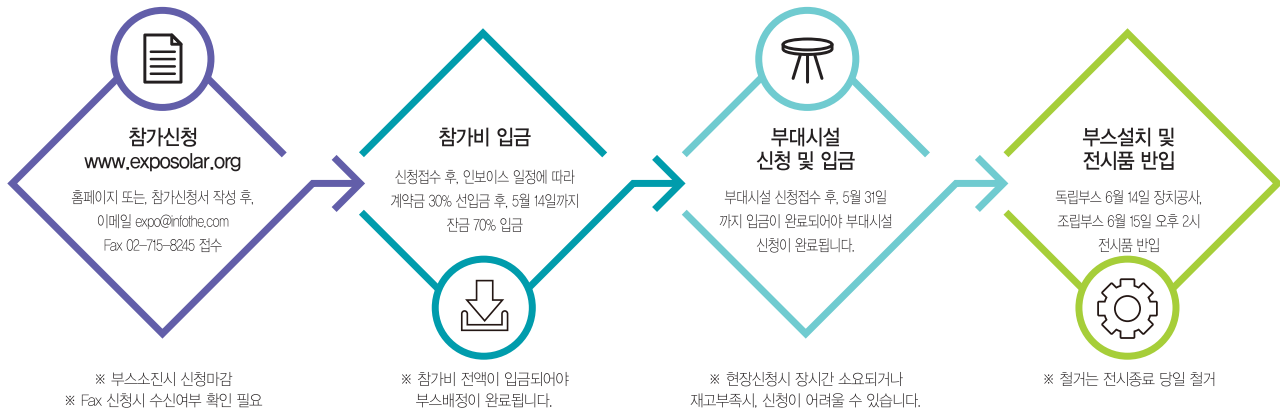 참가신청
www.exposolar.org
홈페이지 또는, 참가신청서 작성 후,
이메일 expo@infothe.com
Fax 02-715-8245 접수
※ 부스소진시 신청마감
※ Fax 신청시 수신여부 확인 필요
참가비 입금
신청접수 후, 인보이스 일정에 따라
계약금 30% 선입금 후, 5월 14일까지
잔금 70% 입금
※ 참가비 전액이 입금되어야
부스배정이 완료됩니다.
부대시설
신청 및 입금
부대시설 신청접수 후, 5월 31일
까지 입금이 완료되어야 부대시설
신청이 완료됩니다.
※ 현장신청시 장시간 소요되거나
재고부족시, 신청이 어려울 수 있습니다.
부스설치 및
전시품 반입
독립부스 6월 14일 장치공사,
조립부스 6월 15일 오후 2시
전시품 반입
※ 철거는 전시종료 당일 철거